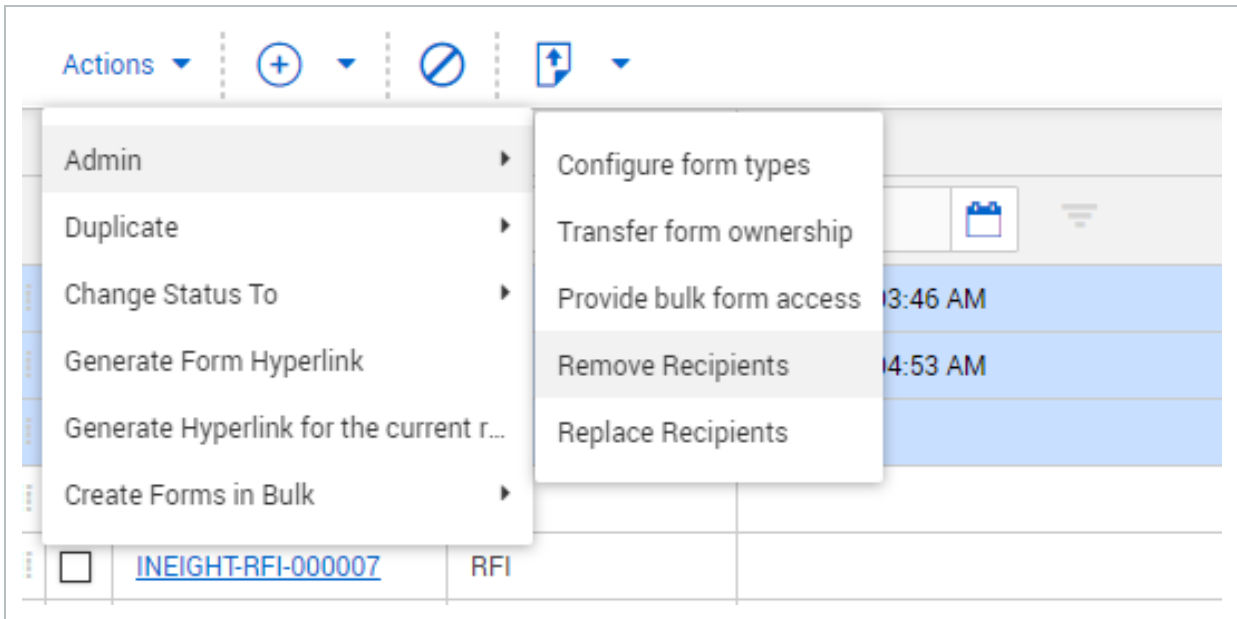 Actions
Admin
Duplicate
Change Status To
Generate Form Hyperlink
Generate Hyperlink for the current r...
Create Forms in Bulk
Configure form types
Transfer form ownership
Provide bulk form access
Remove Recipients
Replace Recipients
3:46 AM
4:53 AM
INEIGHT-RFI-000007 RFI